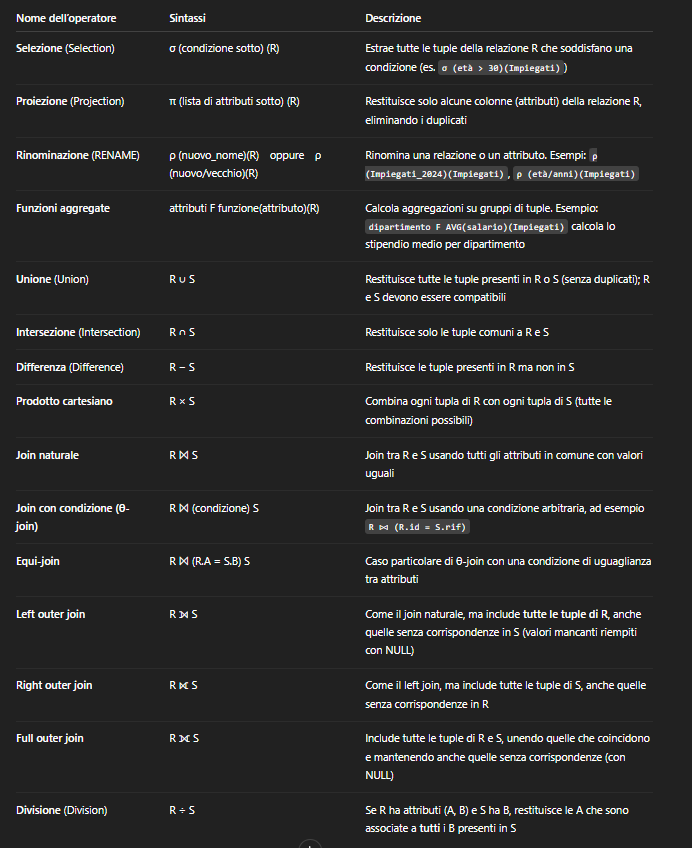 Nome dell'operatore Sintassi Descrizione
Selezione (Selection) σ (condizione sotto) (R) Estrae tutte le tuple della relazione R che soddisfano una
condizione (es. σ (età > 30)(Impiegati))
Proiezione (Projection) π (lista di attributi sotto) (R) Restituisce solo alcune colonne (attributi) della relazione R,
eliminando i duplicati
Rinominazione (RENAME) ρ (nuovo_nome)(R) oppure ρ Rinomina una relazione o un attributo. Esempi: ρ
(nuovo/vecchio)(R) (Impiegati_2024)(Impiegati), ρ (età/anni)(Impiegati)
Funzioni aggregate attributi F funzione(attributo)(R) Calcola aggregazioni su gruppi di tuple. Esempio:
dipartimento F AVG(salario)(Impiegati) calcola lo
stipendio medio per dipartimento
Unione (Union) R ∪ S Restituisce tutte le tuple presenti in R o S (senza duplicati); R
e S devono essere compatibili
Intersezione (Intersection) R ∩ S Restituisce solo le tuple comuni a R e S
Differenza (Difference) R − S Restituisce le tuple presenti in R ma non in S
Prodotto cartesiano R × S Combina ogni tupla di R con ogni tupla di S (tutte le
combinazioni possibili)
Join naturale R ⋈ S Join tra R e S usando tutti gli attributi in comune con valori
uguali
Join con condizione (θ- R ⋈ (condizione) S Join tra R e S usando una condizione arbitraria, ad esempio
join) R ⋈ (R.id = S.rif)
Equi-join R ⋈ (R.A = S.B) S Caso particolare di θ-join con una condizione di uguaglianza
tra attributi
Left outer join R ⟕ S Come il join naturale, ma include tutte le tuple di R, anche
quelle senza corrispondenze in S (valori mancanti riempiti
con NULL)
Right outer join R ⟖ S Come il left join, ma include tutte le tuple di S, anche quelle
senza corrispondenze in R
Full outer join R ⟗ S Include tutte le tuple di R e S, unendo quelle che coincidono
e mantenendo anche quelle senza corrispondenze (con
NULL)
Divisione (Division) R ÷ S Se R ha attributi (A, B) e S ha B, restituisce le A che sono
associate a tutti i B presenti in S